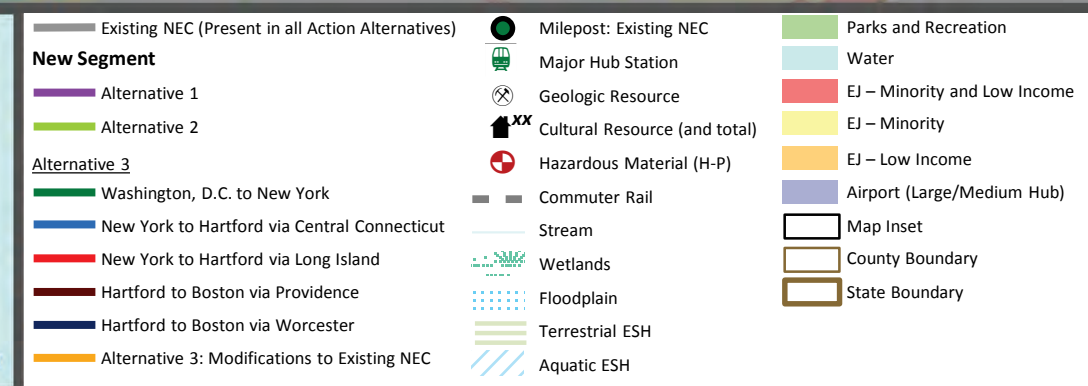 Existing NEC (Present in all Action Alternatives)
New Segment
Alternative 1
Alternative 2
Alternative 3
Washington, D.C. to New York
New York to Hartford via Central Connecticut
New York to Hartford via Long Island
Hartford to Boston via Providence
Hartford to Boston via Worcester
Alternative 3: Modifications to Existing NEC
Milepost: Existing NEC
Major Hub Station
Geologic Resource
XX Cultural Resource (and total)
Hazardous Material (H-P)
Commuter Rail
Stream
Wetlands
Floodplain
Terrestrial ESH
Aquatic ESH
Parks and Recreation
Water
EJ – Minority and Low Income
EJ – Minority
EJ – Low Income
Airport (Large/Medium Hub)
Map Inset
County Boundary
State Boundary